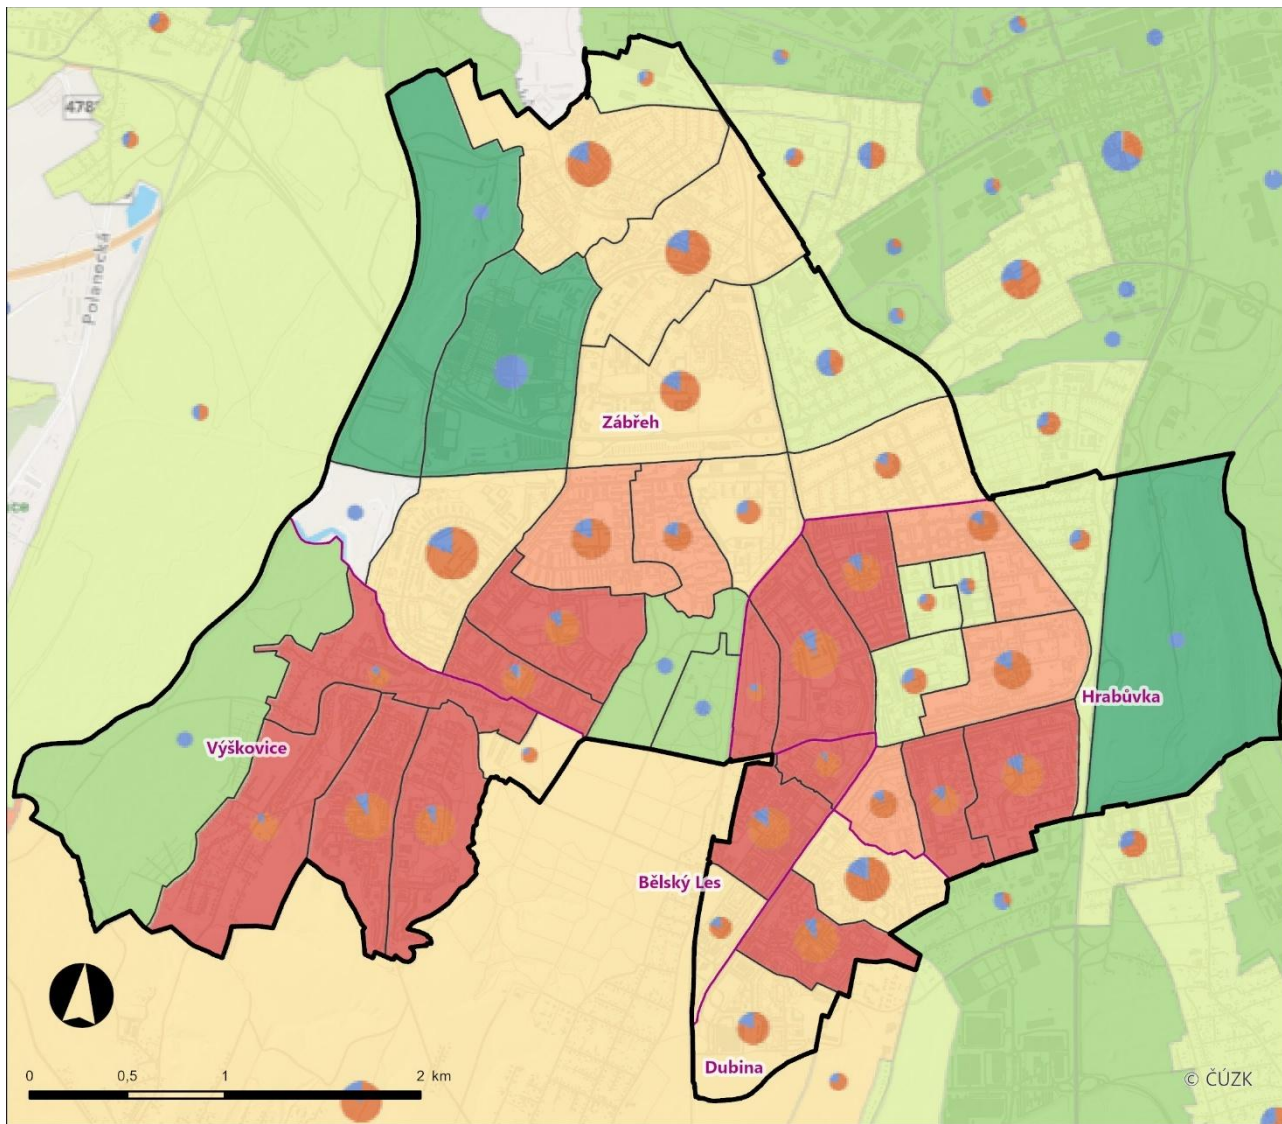 478
Polanecká
Zábřeh
Hrabůvka
Výškovice
Bělský Les
Dubina
0 0,5 1 2 km
© ČÚZK